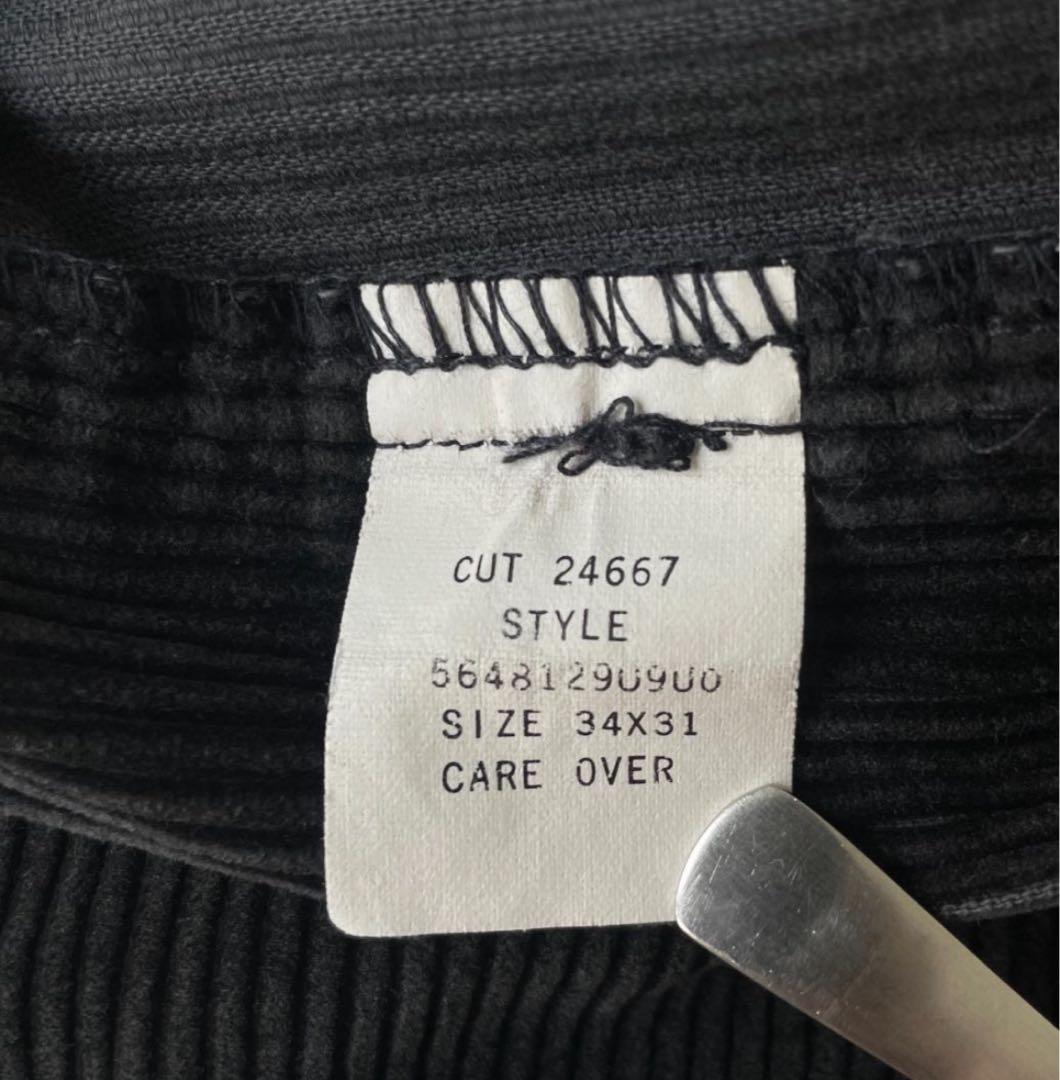 CUT 24667
STYLE
56481290900
SIZE 34X31
CARE OVER